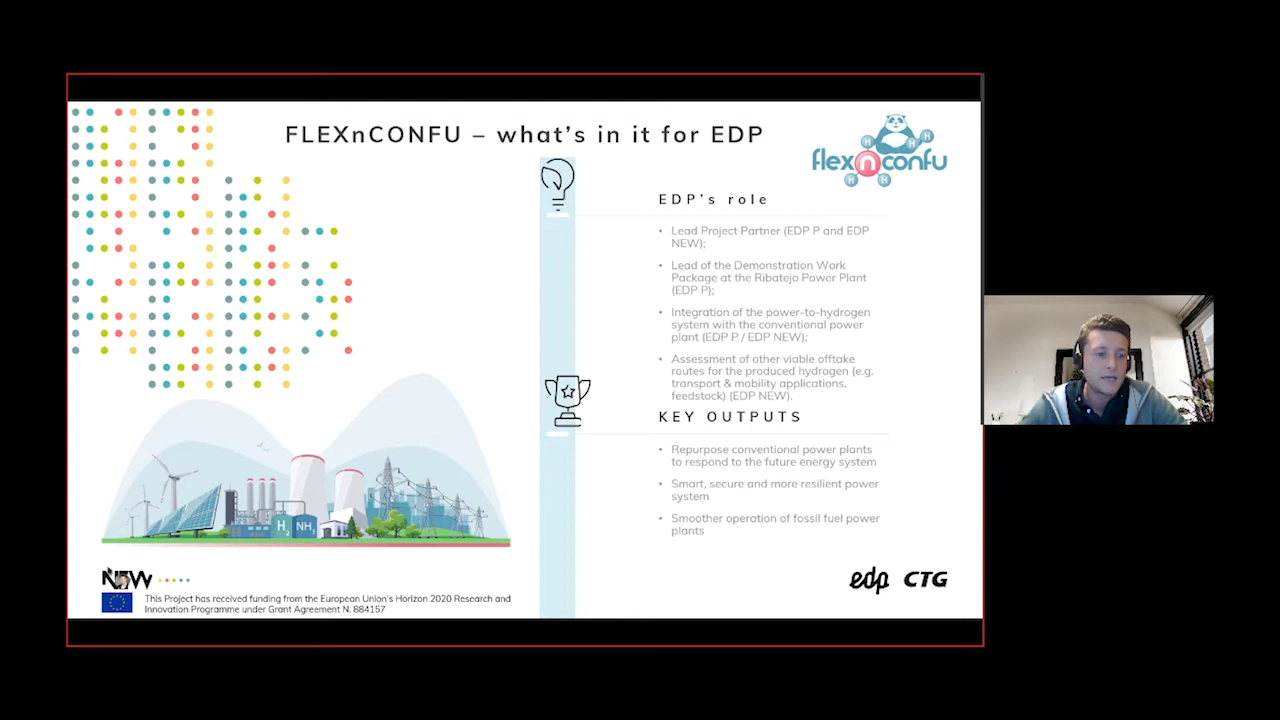 FLEXnCONFU – what's in it for EDP
H H H H
flexnconfu
EDP's role
• Lead Project Partner (EDP P and EDP
NEW);
• Lead of the Demonstration Work
Package at the Ribatejo Power Plant
(EDP P);
• Integration of the power-to-hydrogen
system with the conventional power
plant (EDP P / EDP NEW);
• Assessment of other viable offtake
routes for the produced hydrogen (e.g.
transport & mobility applications,
feedstock) (EDP NEW).
KEY OUTPUTS
• Repurpose conventional power plants
to respond to the future energy system
• Smart, secure and more resilient power
system
• Smoother operation of fossil fuel power
plants
H2 NH3
NEW
This Project has received funding from the European Union's Horizon 2020 Research and
Innovation Programme under Grant Agreement N. 884157
edp CTG